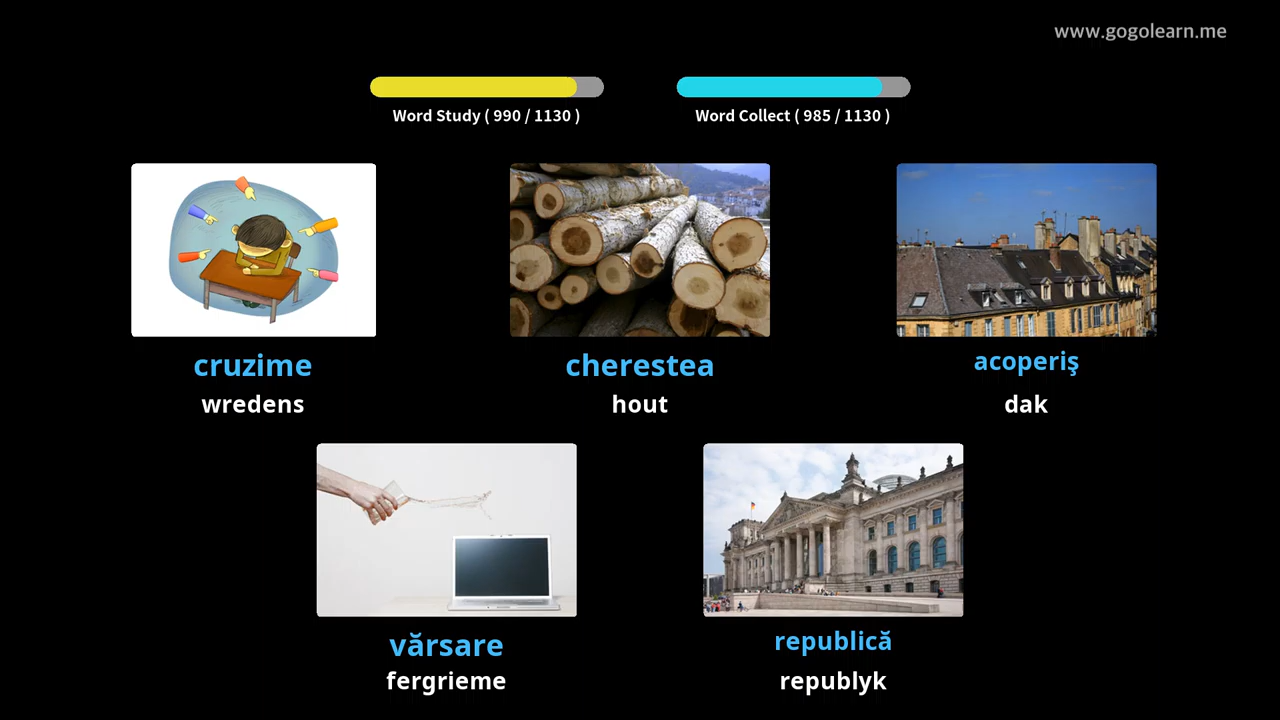 www.gogolearn.me
Word Study ( 990 / 1130 )
Word Collect ( 985 / 1130 )
cruzime
wredens
cherestea
hout
acoperiş
dak
vărsare
fergrieme
republică
republyk